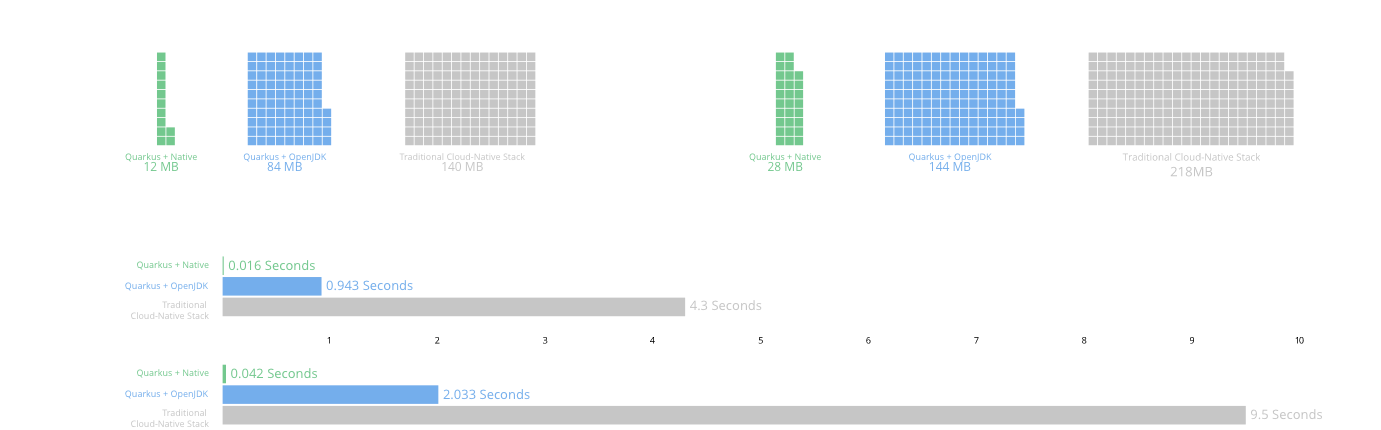 Quarkus + Native
12 MB
Quarkus + OpenJDK
84 MB
Traditional Cloud-Native Stack
140 MB
Quarkus + Native
28 MB
Quarkus + OpenJDK
144 MB
Traditional Cloud-Native Stack
218MB
Quarkus + Native
0.016 Seconds
Quarkus + OpenJDK
0.943 Seconds
Traditional
Cloud-Native Stack
4.3 Seconds
1 2 3 4 5 6 7 8 9 10
Quarkus + Native
0.042 Seconds
Quarkus + OpenJDK
2.033 Seconds
Traditional
Cloud-Native Stack
9.5 Seconds